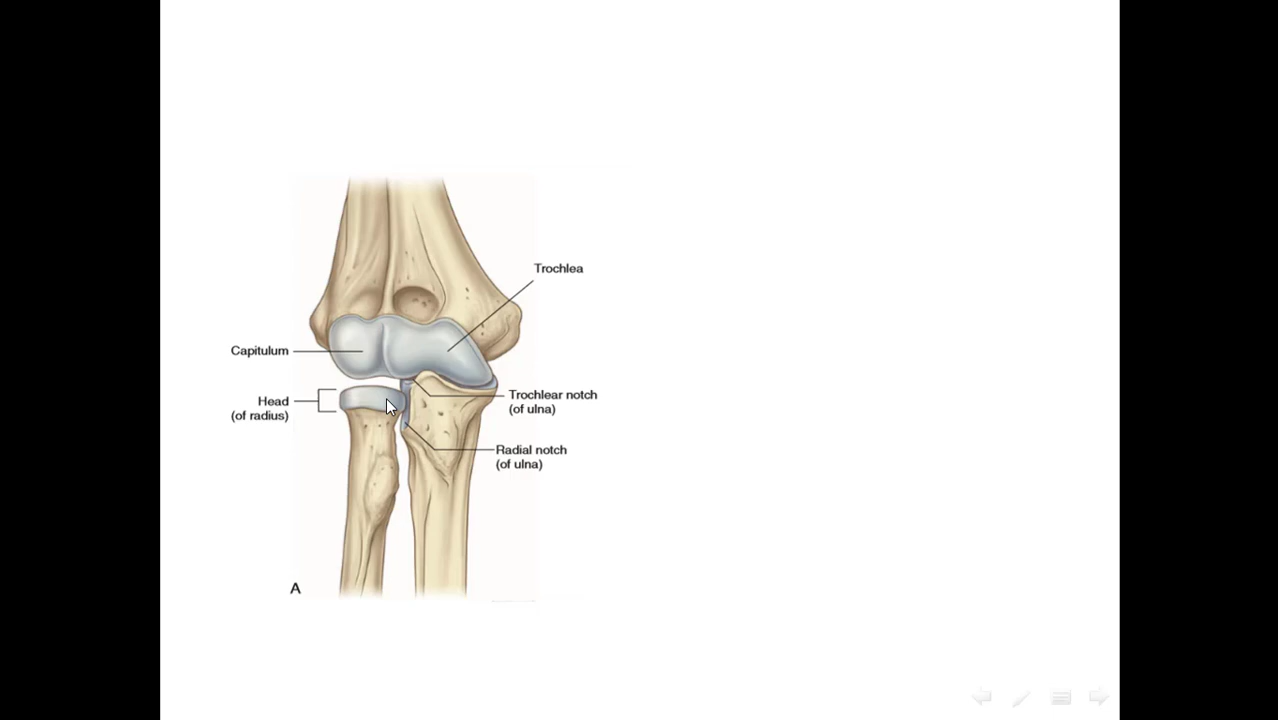 Trochlea
Capitulum
Head
(of radius)
Trochlear notch
(of ulna)
Radial notch
(of ulna)
A